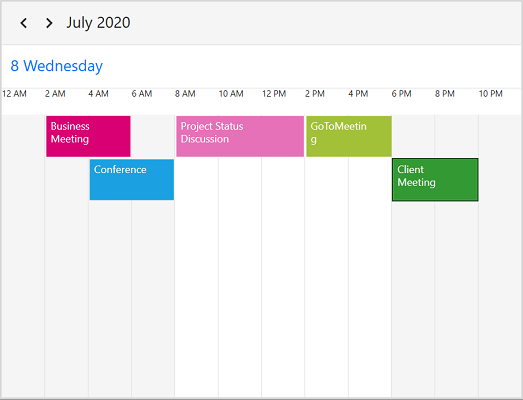 July 2020
8 Wednesday
12 AM 2 AM 4 AM 6 AM 8 AM 10 AM 12 PM 2 PM 4 PM 6 PM 8 PM 10 PM
Business
Meeting
Project Status
Discussion
GoToMeetin
g
Conference
Client
Meeting